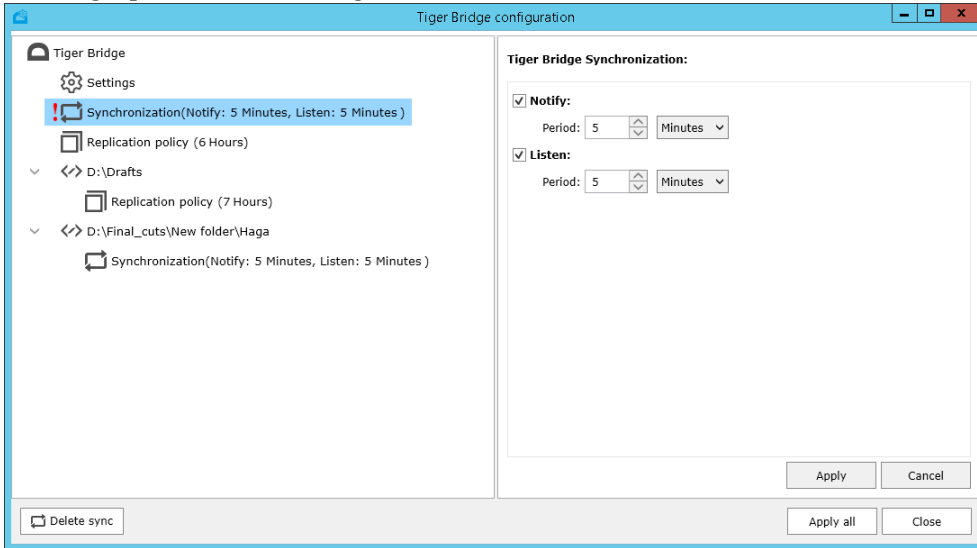 Tiger Bridge configuration
Tiger Bridge
Settings
! Synchronization(Notify: 5 Minutes, Listen: 5 Minutes )
Replication policy (6 Hours)
D:\Drafts
Replication policy (7 Hours)
D:\Final_cuts\New folder\Haga
Synchronization(Notify: 5 Minutes, Listen: 5 Minutes )
Tiger Bridge Synchronization:
Notify:
Period: 5 Minutes
Listen:
Period: 5 Minutes
Apply Cancel
Delete sync Apply all Close